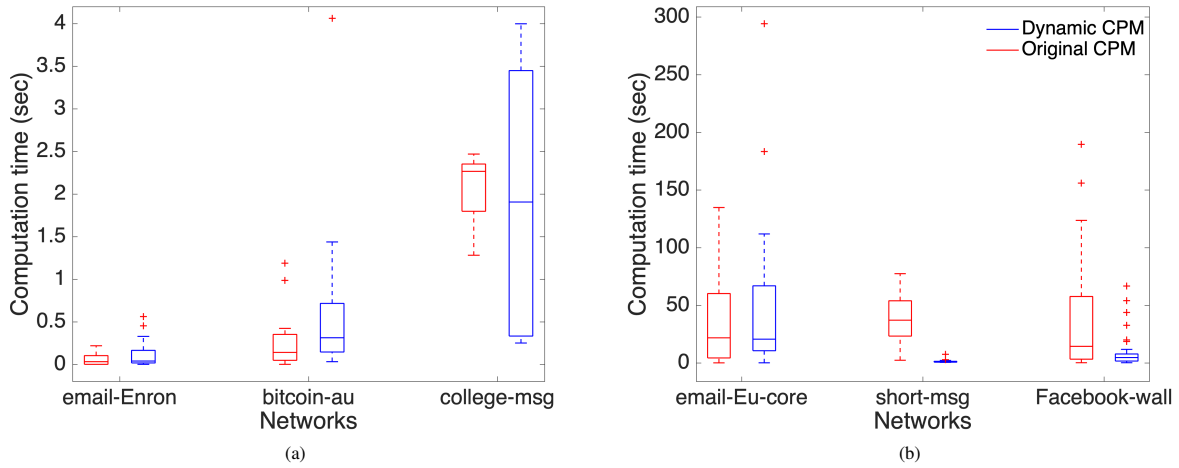 4
3.5
3
2.5
2
1.5
1
0.5
0
Computation time (sec)
email-Enron bitcoin-au college-msg
Networks
(a)
300
250
200
150
100
50
0
Computation time (sec)
Dynamic CPM
Original CPM
email-Eu-core short-msg Facebook-wall
Networks
(b)